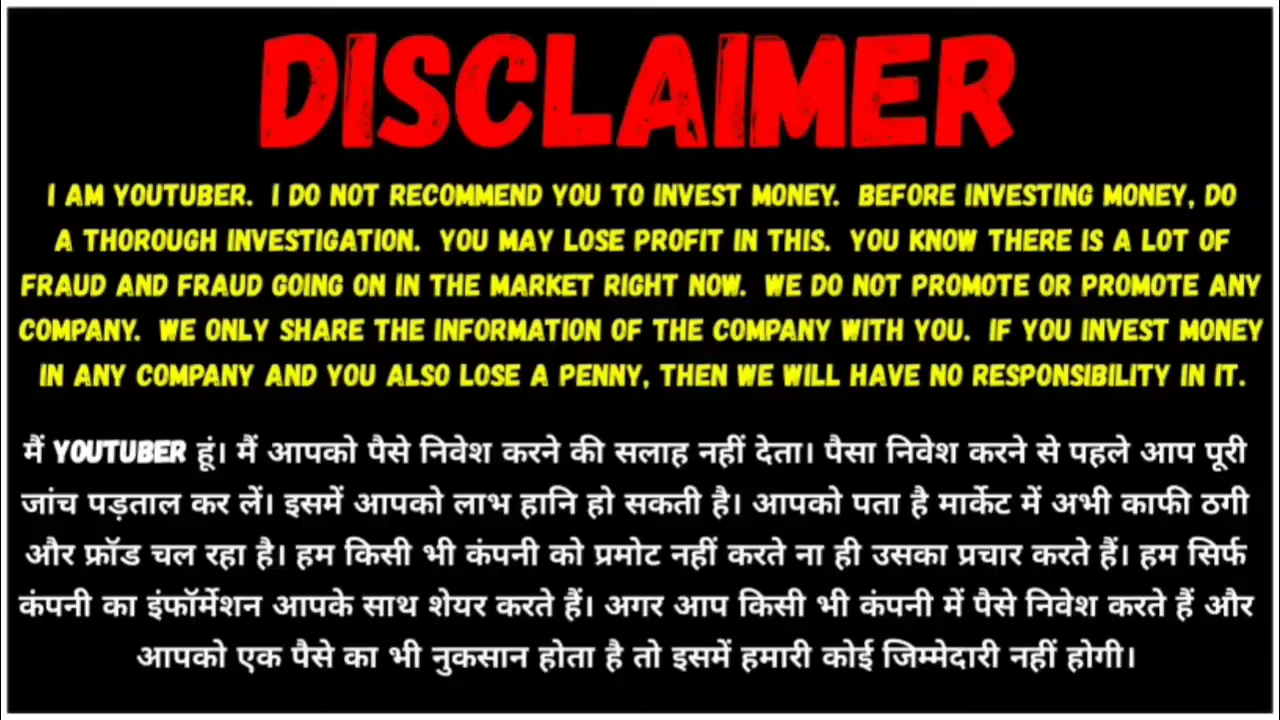 DISCLAIMER
I AM YOUTUBER. I DO NOT RECOMMEND YOU TO INVEST MONEY. BEFORE INVESTING MONEY, DO
A THOROUGH INVESTIGATION. YOU MAY LOSE PROFIT IN THIS. YOU KNOW THERE IS A LOT OF
FRAUD AND FRAUD GOING ON IN THE MARKET RIGHT NOW. WE DO NOT PROMOTE OR PROMOTE ANY
COMPANY. WE ONLY SHARE THE INFORMATION OF THE COMPANY WITH YOU. IF YOU INVEST MONEY
IN ANY COMPANY AND YOU ALSO LOSE A PENNY, THEN WE WILL HAVE NO RESPONSIBILITY IN IT.
मैं YOUTUBER हूं। मैं आपको पैसे निवेश करने की सलाह नहीं देता। पैसा निवेश करने से पहले आप पूरी
जांच पड़ताल कर लें। इसमें आपको लाभ हानि हो सकती है। आपको पता है मार्केट में अभी काफी ठगी
और फ्रॉड चल रहा है। हम किसी भी कंपनी को प्रमोट नहीं करते ना ही उसका प्रचार करते हैं। हम सिर्फ
कंपनी का इंफॉर्मेशन आपके साथ शेयर करते हैं। अगर आप किसी भी कंपनी में पैसे निवेश करते हैं और
आपको एक पैसे का भी नुकसान होता है तो इसमें हमारी कोई जिम्मेदारी नहीं होगी।